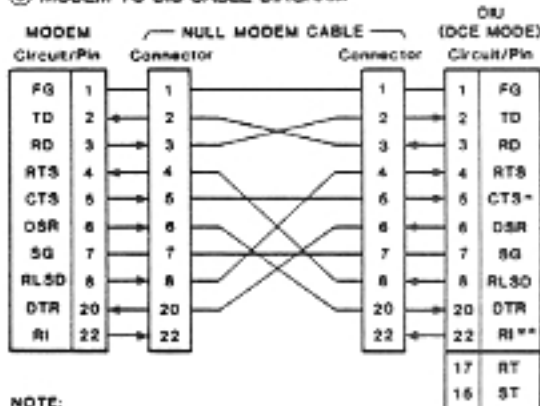 MODEM TO DIU CABLE DIAGRAM
DIU
MODEM NULL MODEM CABLE (DCE MODE)
Circuit/Pin Connector Connector Circuit/Pin
FG 1 1 1 1 FG
TD 2 2 2 2 TD
RD 3 3 3 3 RD
RTS 4 4 4 4 RTS
CTS 5 5 5 5 CTS*
DSR 6 6 6 6 DSR
SG 7 7 7 7 SG
RLSD 8 8 8 8 RLSD
DTR 20 20 20 20 DTR
RI 22 22 22 22 RI**
17 RT
15 ST
NOTE: